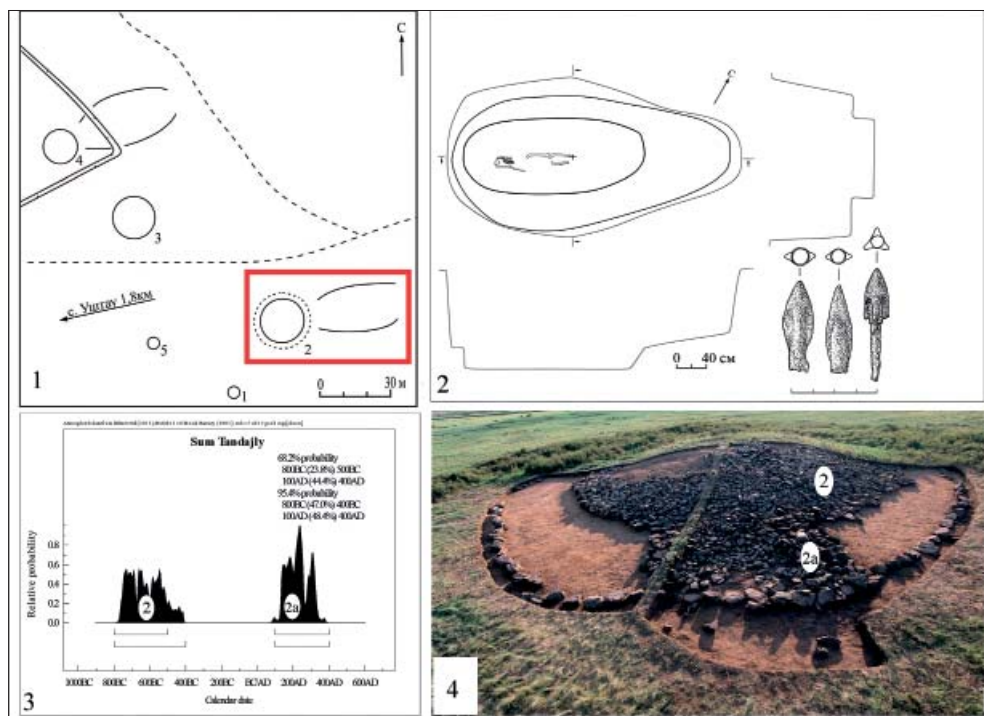 С
4
3
с. Уштау 1,8км
5
2
1
0 30 м
1
С
0 40 см
2
Sum Tandajly
68.2% probability
800BC (23.8%) 500BC
100AD (44.4%) 400AD
95.4% probability
800BC (47.0%) 400BC
100AD (48.4%) 400AD
Relative probability
0.8
0.6
0.4
0.2
0.0
2
2a
1000BC 800BC 600BC 400BC 200BC BC/AD 200AD 400AD 600AD
Calendar date
3
2
2a
4